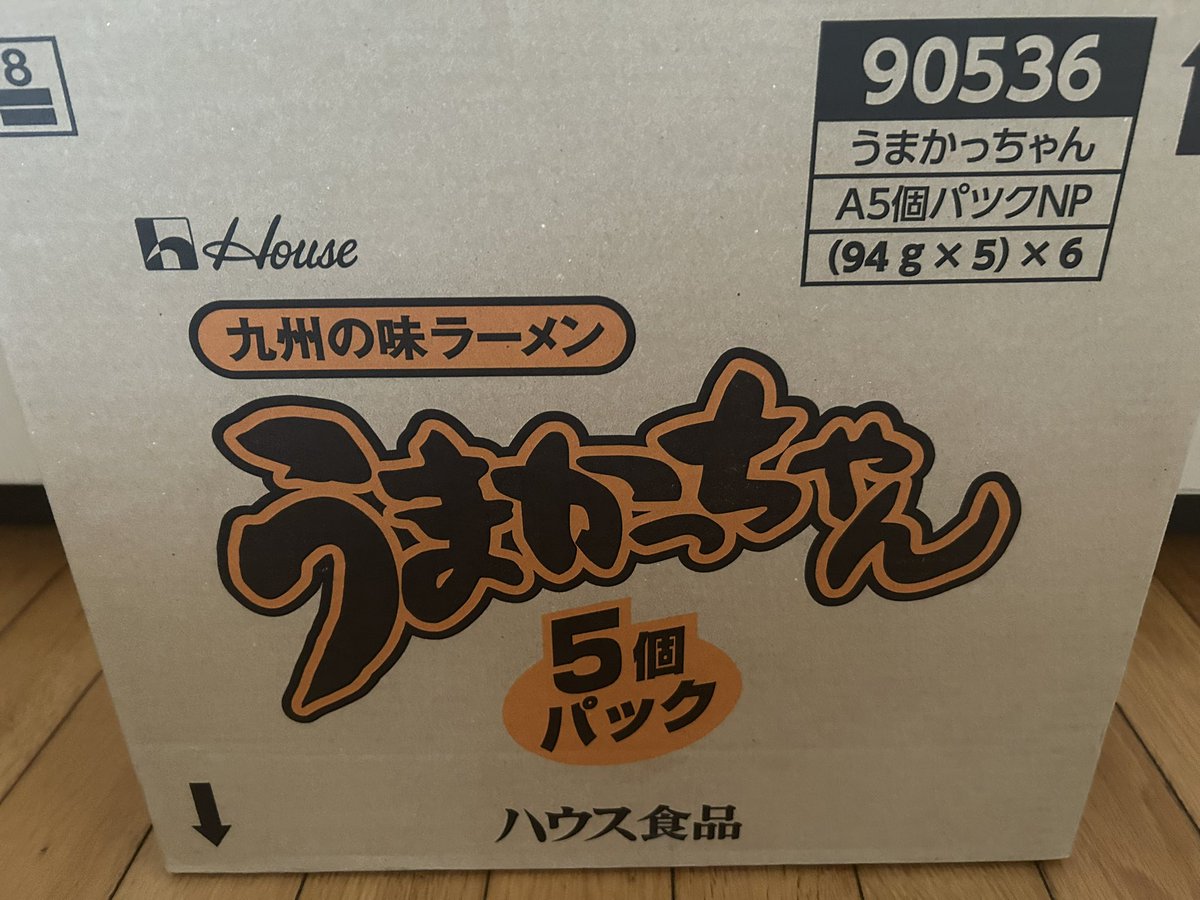 8
90536
うまかっちゃん
A5個パツクNP
(94g×5)×6
House
九州の味ラーメン
うまかっちゃん
5個
パック
ハウス食品